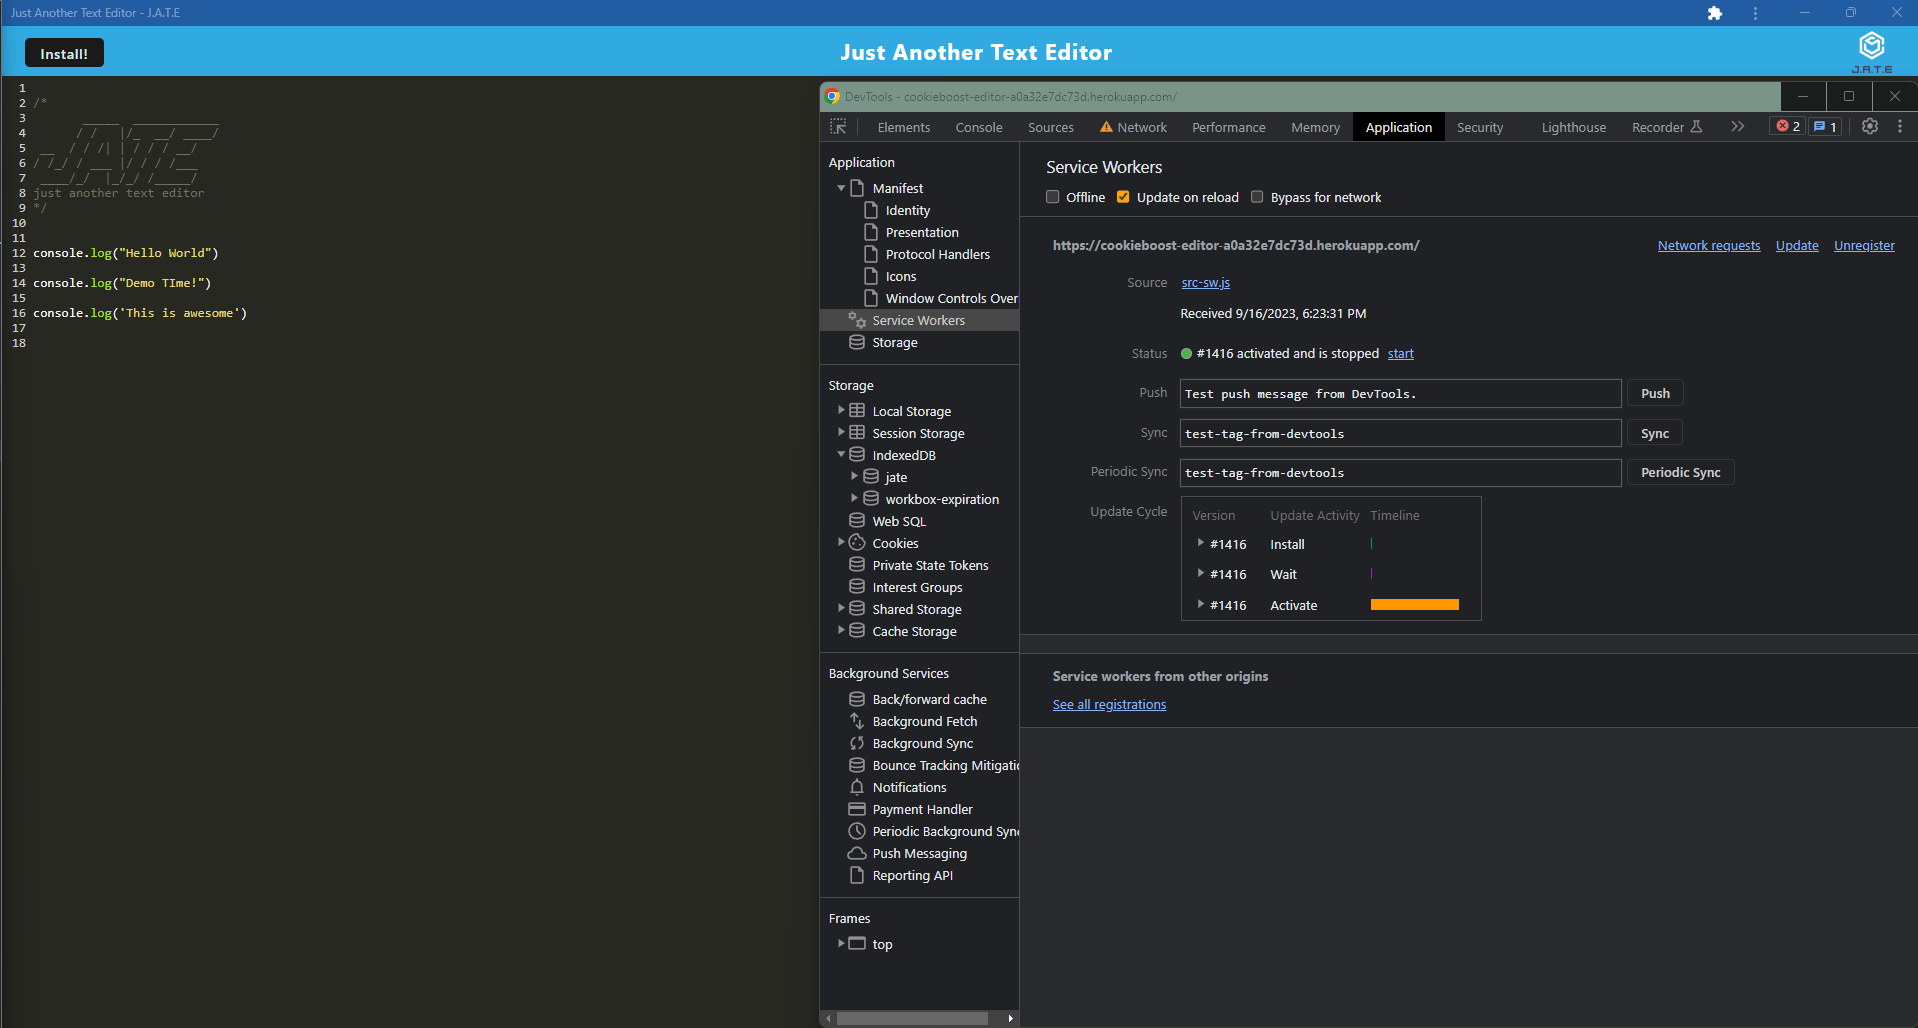 Just Another Text Editor - J.A.T.E
Install!
Just Another Text Editor
J.A.T.E
1
2 /*
3
4
5
6
7
8 just another text editor
9 */
10
11
12 console.log("Hello World")
13
14 console.log("Demo TIme!")
15
16 console.log('This is awesome')
17
18
DevTools - cookieboost-editor-a0a32e7dc73d.herokuapp.com/
Elements Console Sources Network Performance Memory Application Security Lighthouse Recorder 2 1
Application
Manifest
Identity
Presentation
Protocol Handlers
Icons
Window Controls Over
Service Workers
Storage
Storage
Local Storage
Session Storage
IndexedDB
jate
workbox-expiration
Web SQL
Cookies
Private State Tokens
Interest Groups
Shared Storage
Cache Storage
Background Services
Back/forward cache
Background Fetch
Background Sync
Bounce Tracking Mitigatio
Notifications
Payment Handler
Periodic Background Sync
Push Messaging
Reporting API
Frames
top
Service Workers
Offline Update on reload Bypass for network
https://cookieboost-editor-a0a32e7dc73d.herokuapp.com/ Network requests Update Unregister
Source src-sw.js
Received 9/16/2023, 6:23:31 PM
Status #1416 activated and is stopped start
Push Test push message from DevTools. Push
Sync test-tag-from-devtools Sync
Periodic Sync test-tag-from-devtools Periodic Sync
Update Cycle Version Update Activity Timeline
#1416 Install
#1416 Wait
#1416 Activate
Service workers from other origins
See all registrations